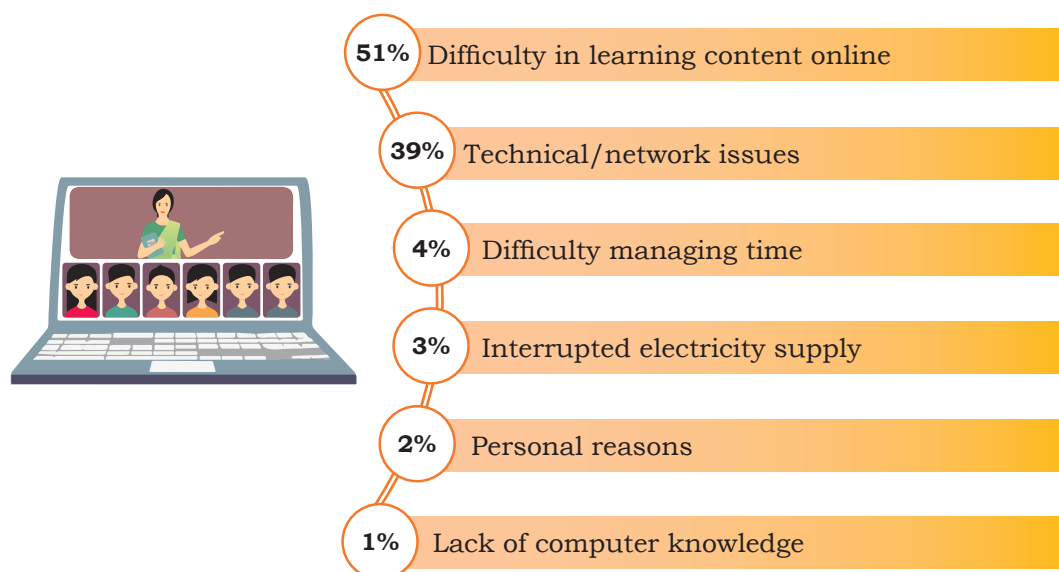 51% Difficulty in learning content online
39% Technical/network issues
4% Difficulty managing time
3% Interrupted electricity supply
2% Personal reasons
1% Lack of computer knowledge